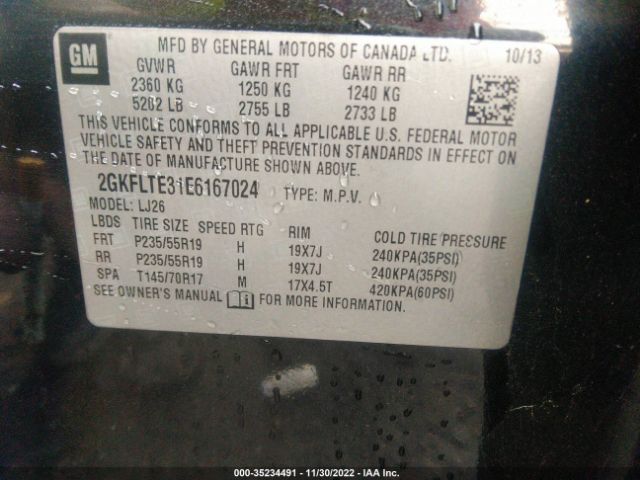 GM
MFD BY GENERAL MOTORS OF CANADA LTD.
10/13
GVWR GAWR FRT GAWR RR
2360 KG 1250 KG 1240 KG
5202 LB 2755 LB 2733 LB
THIS VEHICLE CONFORMS TO ALL APPLICABLE U.S. FEDERAL MOTOR
VEHICLE SAFETY AND THEFT PREVENTION STANDARDS IN EFFECT ON
THE DATE OF MANUFACTURE SHOWN ABOVE.
2GKFLTE31E6167024 TYPE: M.P.V.
MODEL: LJ26
LBDS TIRE SIZE SPEED RTG RIM COLD TIRE PRESSURE
FRT P235/55R19 H 19X7J 240KPA(35PSI)
RR P235/55R19 H 19X7J 240KPA(35PSI)
SPA T145/70R17 M 17X4.5T 420KPA(60PSI)
SEE OWNER'S MANUAL FOR MORE INFORMATION.
000-35234491 - 11/30/2022 - IAA Inc.